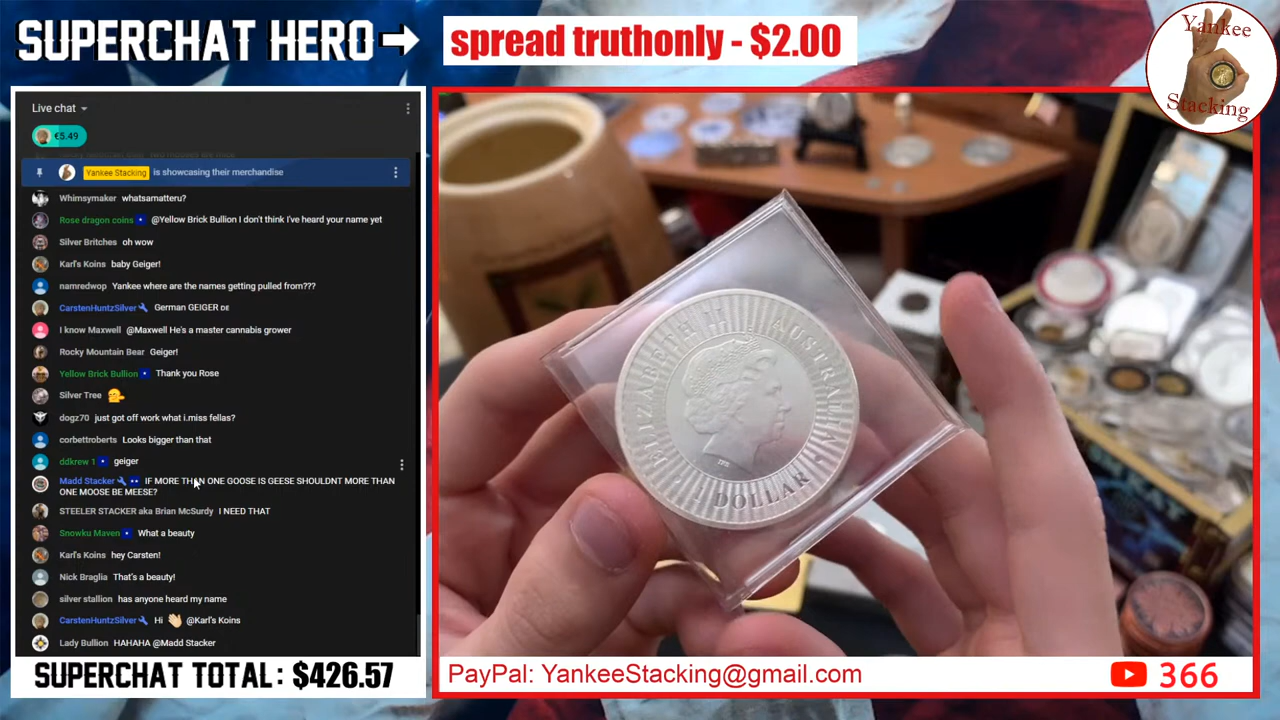 SUPERCHAT HERO
spread truthonly - $2.00
Yankee
Stacking
Live chat
€5.49
Yankee Stacking is showcasing their merchandise
Whimsymaker whatsamatteru?
Rose dragon coins @Yellow Brick Bullion I don't think I've heard your name yet
Silver Britches oh wow
Karl's Koins baby Geiger!
namredwop Yankee where are the names getting pulled from???
CarstenHuntzSilver German GEIGER DE
I know Maxwell @Maxwell He's a master cannabis grower
Rocky Mountain Bear Geiger!
Yellow Brick Bullion Thank you Rose
Silver Tree
dogz70 just got off work what i.miss fellas?
corbettroberts Looks bigger than that
ddkrew 1 geiger
Madd Stacker IF MORE THAN ONE GOOSE IS GEESE SHOULDNT MORE THAN
ONE MOOSE BE MEESE?
STEELER STACKER aka Brian McSurdy I NEED THAT
Snowku Maven What a beauty
Karl's Koins hey Carsten!
Nick Braglia That's a beauty!
silver stallion has anyone heard my name
CarstenHuntzSilver Hi @Karl's Koins
Lady Bullion HAHAHA @Madd Stacker
SUPERCHAT TOTAL: $426.57
ELIZABETH II AUSTRALIA
1 DOLLAR
PayPal: YankeeStacking@gmail.com
366